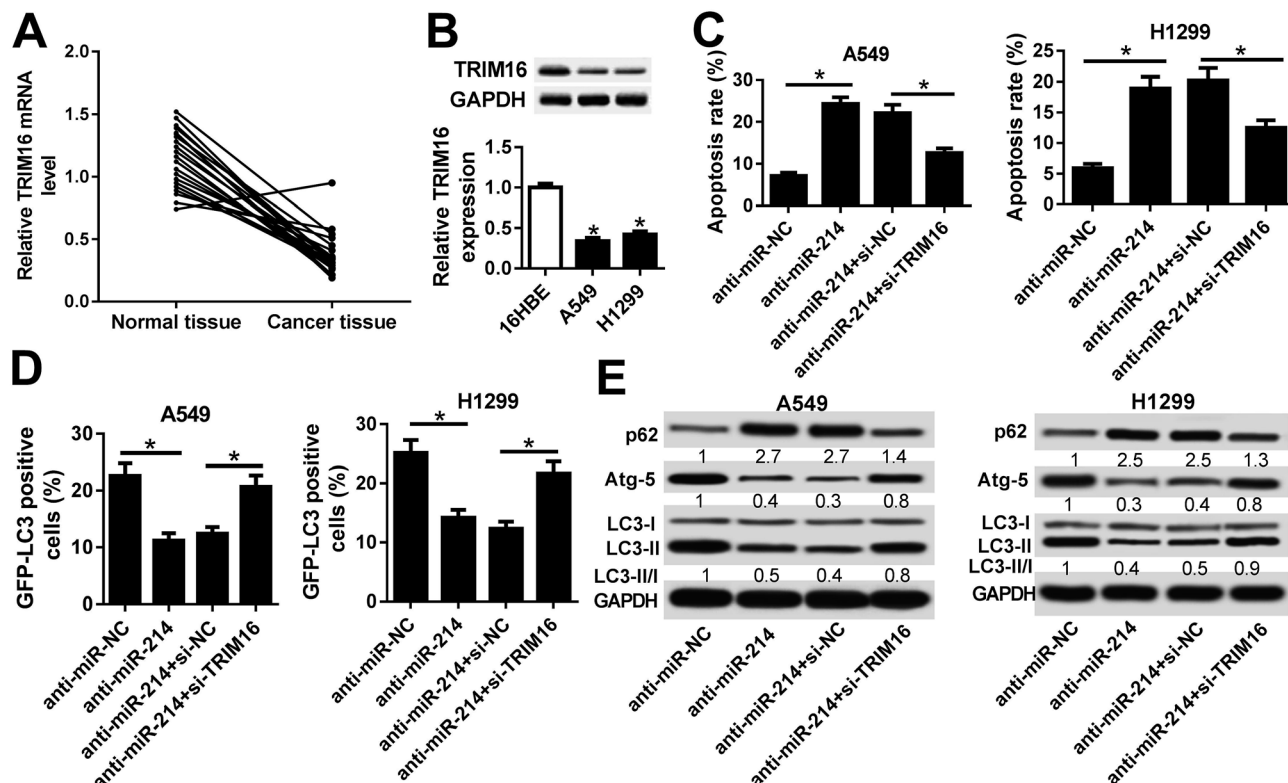 A
Relative TRIM16 mRNA
level
2.0
1.5
1.0
0.5
0.0
Normal tissue
Cancer tissue
B
TRIM16
GAPDH
Relative TRIM16
expression
1.5
1.0
0.5
0.0
*
*
16HBE
A549
H1299
C
A549
Apoptosis rate (%)
30
20
10
0
*
*
anti-miR-NC
anti-miR-214
anti-miR-214+si-NC
anti-miR-214+si-TRIM16
H1299
Apoptosis rate (%)
25
20
15
10
5
0
*
*
anti-miR-NC
anti-miR-214
anti-miR-214+si-NC
anti-miR-214+si-TRIM16
D
A549
GFP-LC3 positive
cells (%)
30
20
10
0
*
*
anti-miR-NC
anti-miR-214
anti-miR-214+si-NC
anti-miR-214+si-TRIM16
H1299
GFP-LC3 positive
cells (%)
30
20
10
0
*
*
anti-miR-NC
anti-miR-214
anti-miR-214+si-NC
anti-miR-214+si-TRIM16
E
A549
p62
1 2.7 2.7 1.4
Atg-5
1 0.4 0.3 0.8
LC3-I
LC3-II
LC3-II/I 1 0.5 0.4 0.8
GAPDH
anti-miR-NC
anti-miR-214
anti-miR-214+si-NC
anti-miR-214+si-TRIM16
H1299
p62
1 2.5 2.5 1.3
Atg-5
1 0.3 0.4 0.8
LC3-I
LC3-II
LC3-II/I 1 0.4 0.5 0.9
GAPDH
anti-miR-NC
anti-miR-214
anti-miR-214+si-NC
anti-miR-214+si-TRIM16